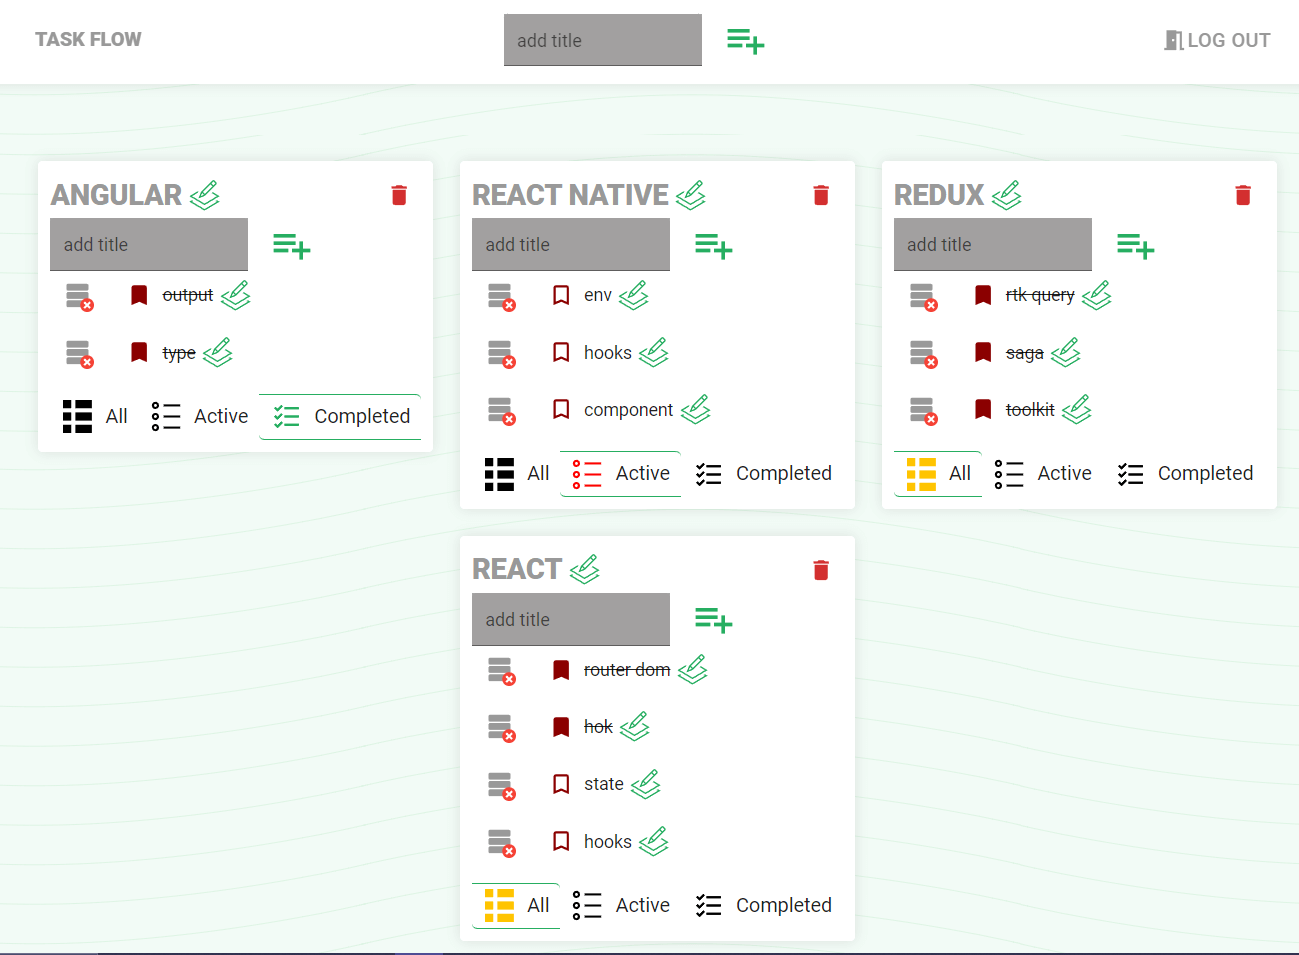 TASK FLOW
add title
LOG OUT
ANGULAR
add title
output
type
All Active Completed
REACT NATIVE
add title
env
hooks
component
All Active Completed
REDUX
add title
rtk query
saga
toolkit
All Active Completed
REACT
add title
router dom
hok
state
hooks
All Active Completed